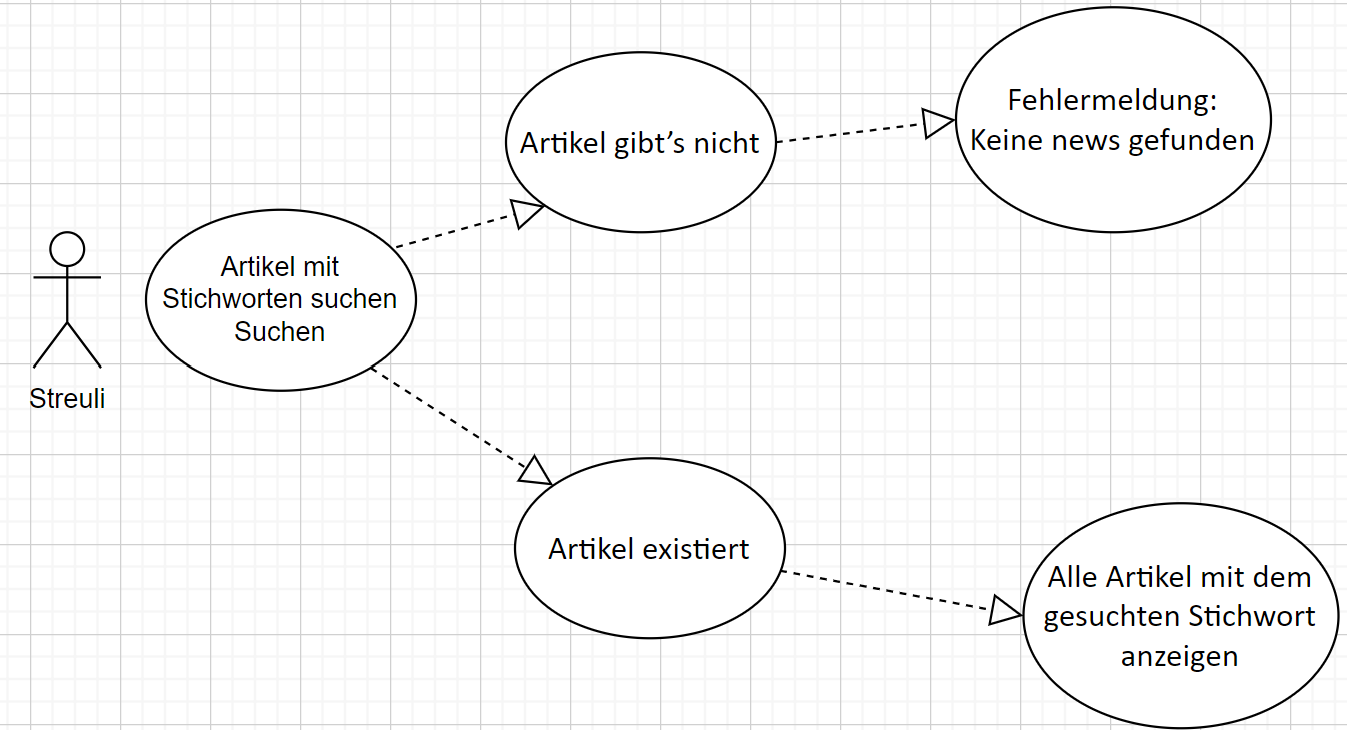 Streuli
Artikel mit
Stichworten suchen
Suchen
Artikel gibt’s nicht
Fehlermeldung:
Keine news gefunden
Artikel existiert
Alle Artikel mit dem
gesuchten Stichwort
anzeigen